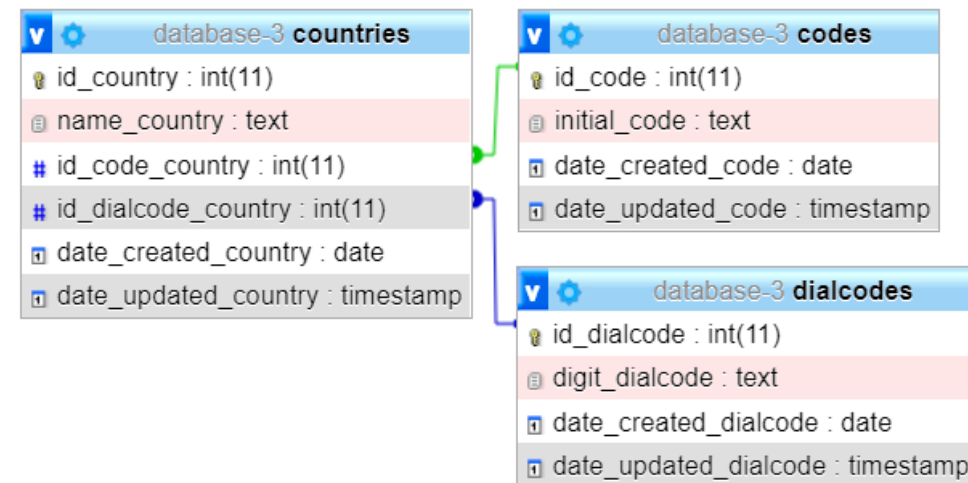 database-3 countries
id_country : int(11)
name_country : text
id_code_country : int(11)
id_dialcode_country : int(11)
date_created_country : date
date_updated_country : timestamp
database-3 codes
id_code : int(11)
initial_code : text
date_created_code : date
date_updated_code : timestamp
database-3 dialcodes
id_dialcode : int(11)
digit_dialcode : text
date_created_dialcode : date
date_updated_dialcode : timestamp